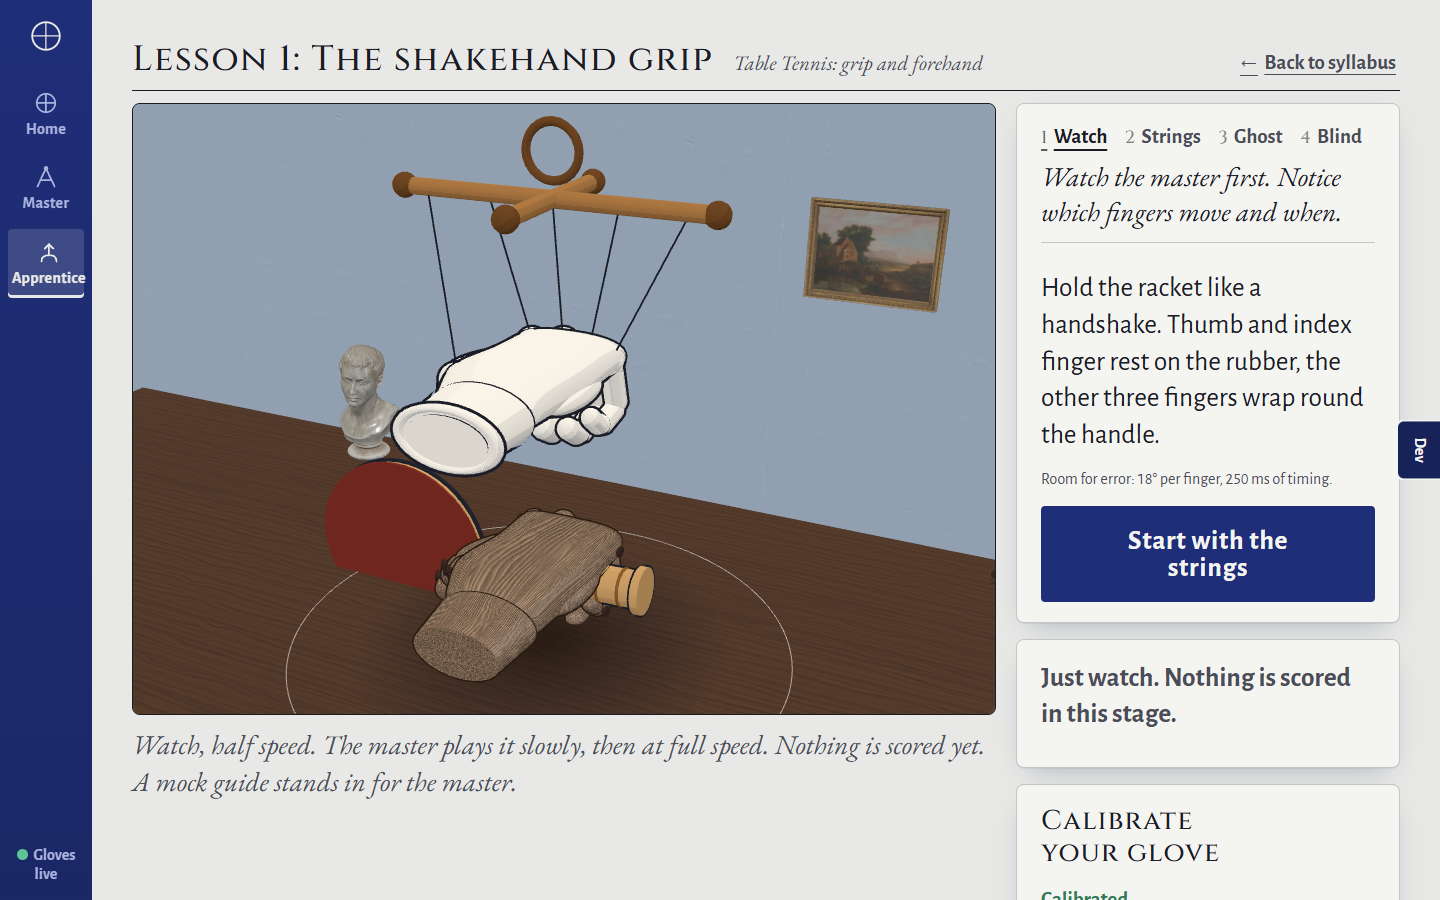 Lesson 1: The shakehand grip
Table Tennis: grip and forehand
← Back to syllabus
Home
Master
Apprentice
Gloves
live
1 Watch 2 Strings 3 Ghost 4 Blind
Watch the master first. Notice
which fingers move and when.
Hold the racket like a
handshake. Thumb and index
finger rest on the rubber, the
other three fingers wrap round
the handle.
Room for error: 18° per finger, 250 ms of timing.
Start with the
strings
Dev
Just watch. Nothing is scored
in this stage.
Watch, half speed. The master plays it slowly, then at full speed. Nothing is scored yet.
A mock guide stands in for the master.
Calibrate
your glove
Calibrated